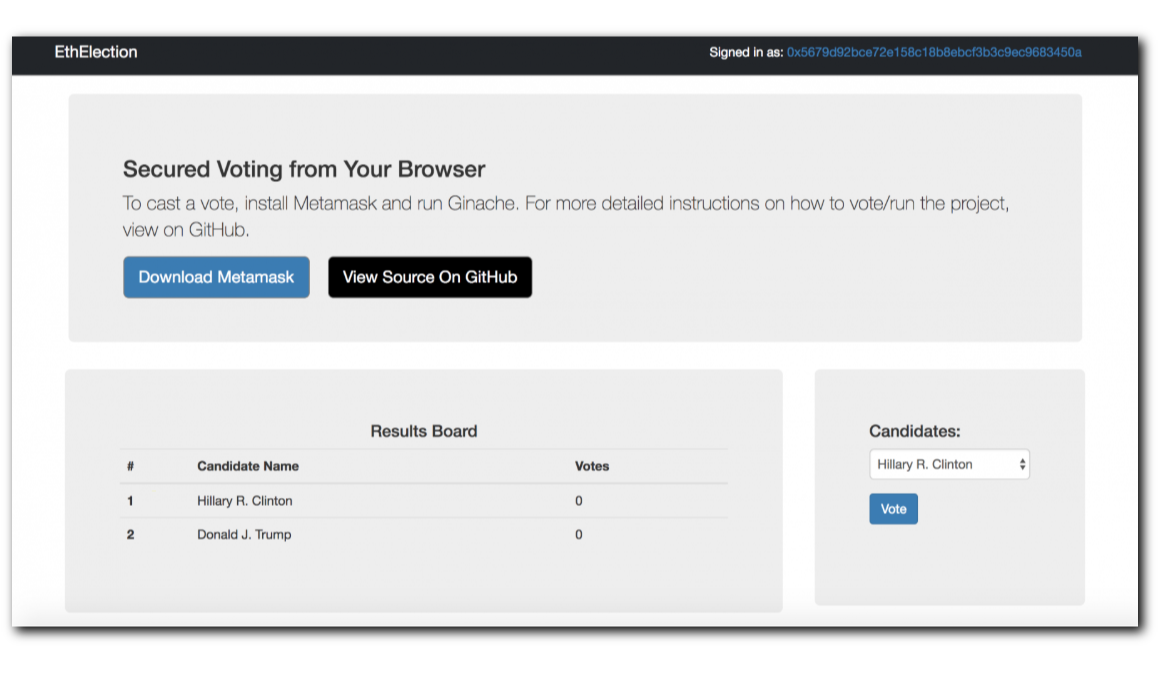 EthElection
Signed in as: 0x5679d92bce72e158c18b8ebcf3b3c9ec9683450a
Secured Voting from Your Browser
To cast a vote, install Metamask and run Ginache. For more detailed instructions on how to vote/run the project,
view on GitHub.
Download Metamask
View Source On GitHub
Results Board
# Candidate Name Votes
1 Hillary R. Clinton 0
2 Donald J. Trump 0
Candidates:
Hillary R. Clinton
Vote